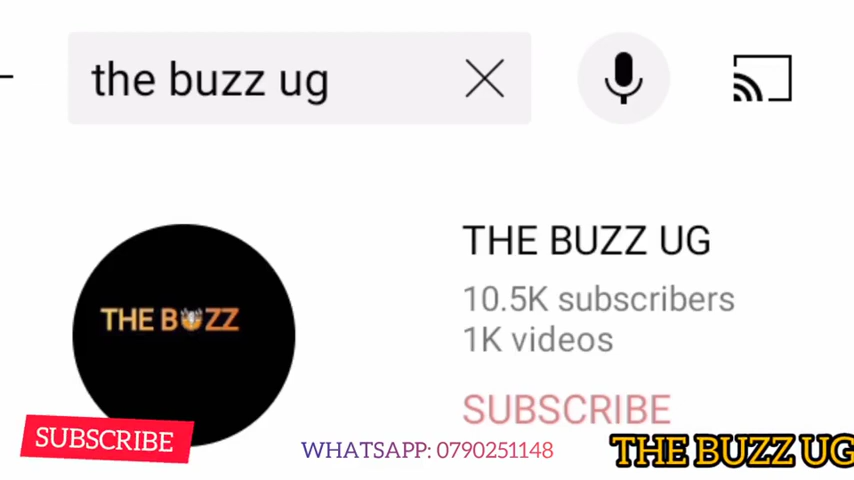 the buzz ug
THE BUZZ UG
10.5K subscribers
1K videos
THE BUZZ
SUBSCRIBE
SUBSCRIBE
WHATSAPP: 0790251148
THE BUZZ UG